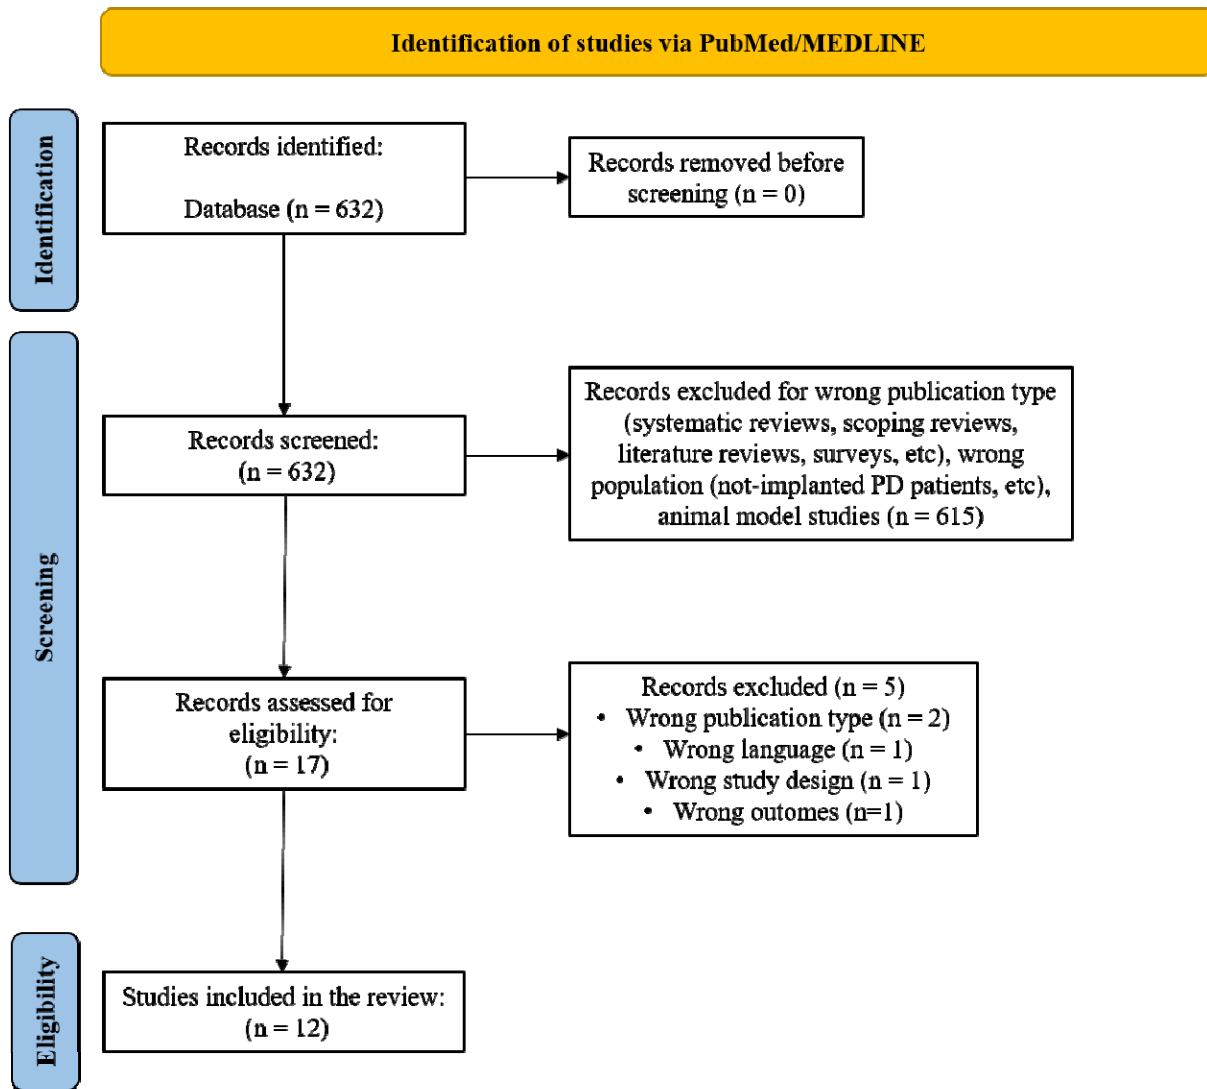 Identification of studies via PubMed/MEDLINE
Identification
Records identified:
Database (n = 632)
Records removed before
screening (n = 0)
Screening
Records screened:
(n = 632)
Records excluded for wrong publication type
(systematic reviews, scoping reviews,
literature reviews, surveys, etc), wrong
population (not-implanted PD patients, etc),
animal model studies (n = 615)
Records assessed for
eligibility:
(n = 17)
Records excluded (n = 5)
• Wrong publication type (n = 2)
• Wrong language (n = 1)
• Wrong study design (n = 1)
• Wrong outomes (n=1)
Eligibility
Studies included in the review:
(n = 12)